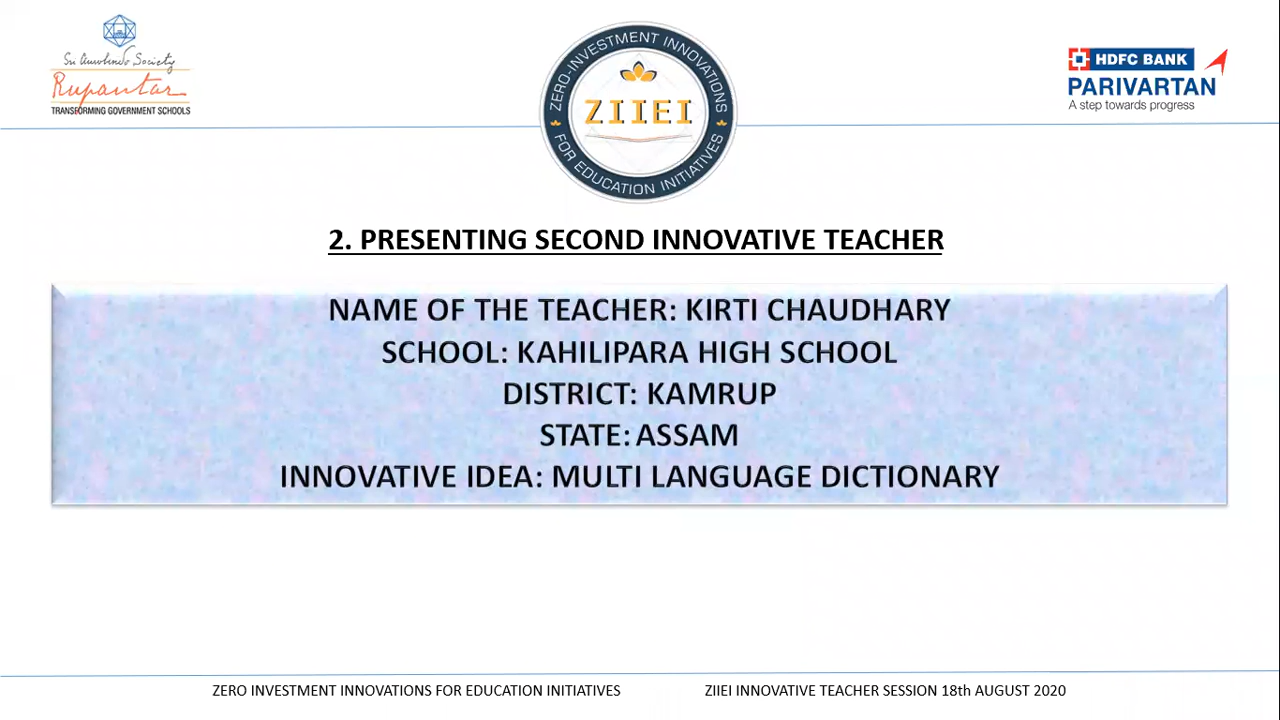 Sri Aurobindo Society
Rupantar
TRANSFORMING GOVERNMENT SCHOOLS
ZERO-INVESTMENT INNOVATIONS
ZIIEI
FOR EDUCATION INITIATIVES
HDFC BANK
PARIVARTAN
A step towards progress
2. PRESENTING SECOND INNOVATIVE TEACHER
NAME OF THE TEACHER: KIRTI CHAUDHARY
SCHOOL: KAHILIPARA HIGH SCHOOL
DISTRICT: KAMRUP
STATE: ASSAM
INNOVATIVE IDEA: MULTI LANGUAGE DICTIONARY
ZERO INVESTMENT INNOVATIONS FOR EDUCATION INITIATIVES
ZIIEI INNOVATIVE TEACHER SESSION 18th AUGUST 2020